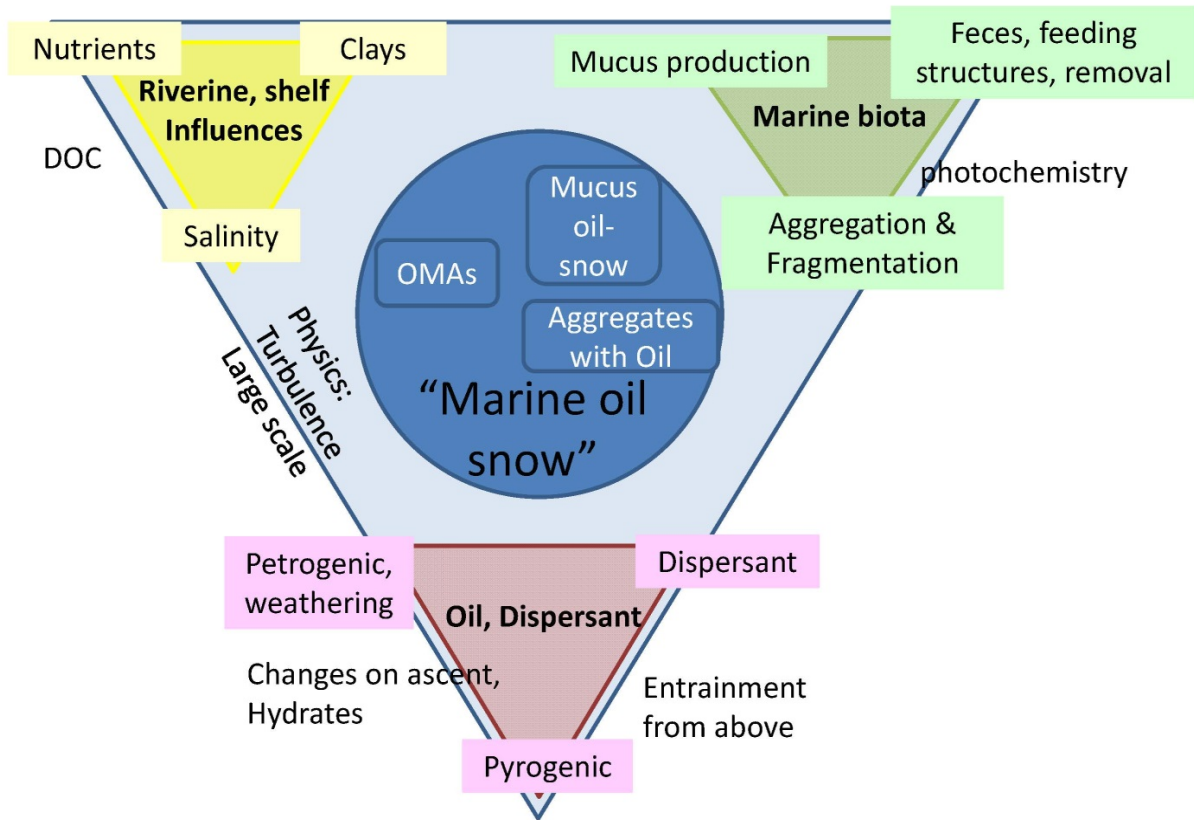 Nutrients
Clays
Riverine, shelf
Influences
DOC
Salinity
Mucus production
Feces, feeding
structures, removal
Marine biota
photochemistry
Aggregation &
Fragmentation
Mucus
oil-
snow
OMAs
Aggregates
with Oil
“Marine oil
snow”
Physics:
Turbulence
Large scale
Petrogenic,
weathering
Dispersant
Oil, Dispersant
Changes on ascent,
Hydrates
Entrainment
from above
Pyrogenic